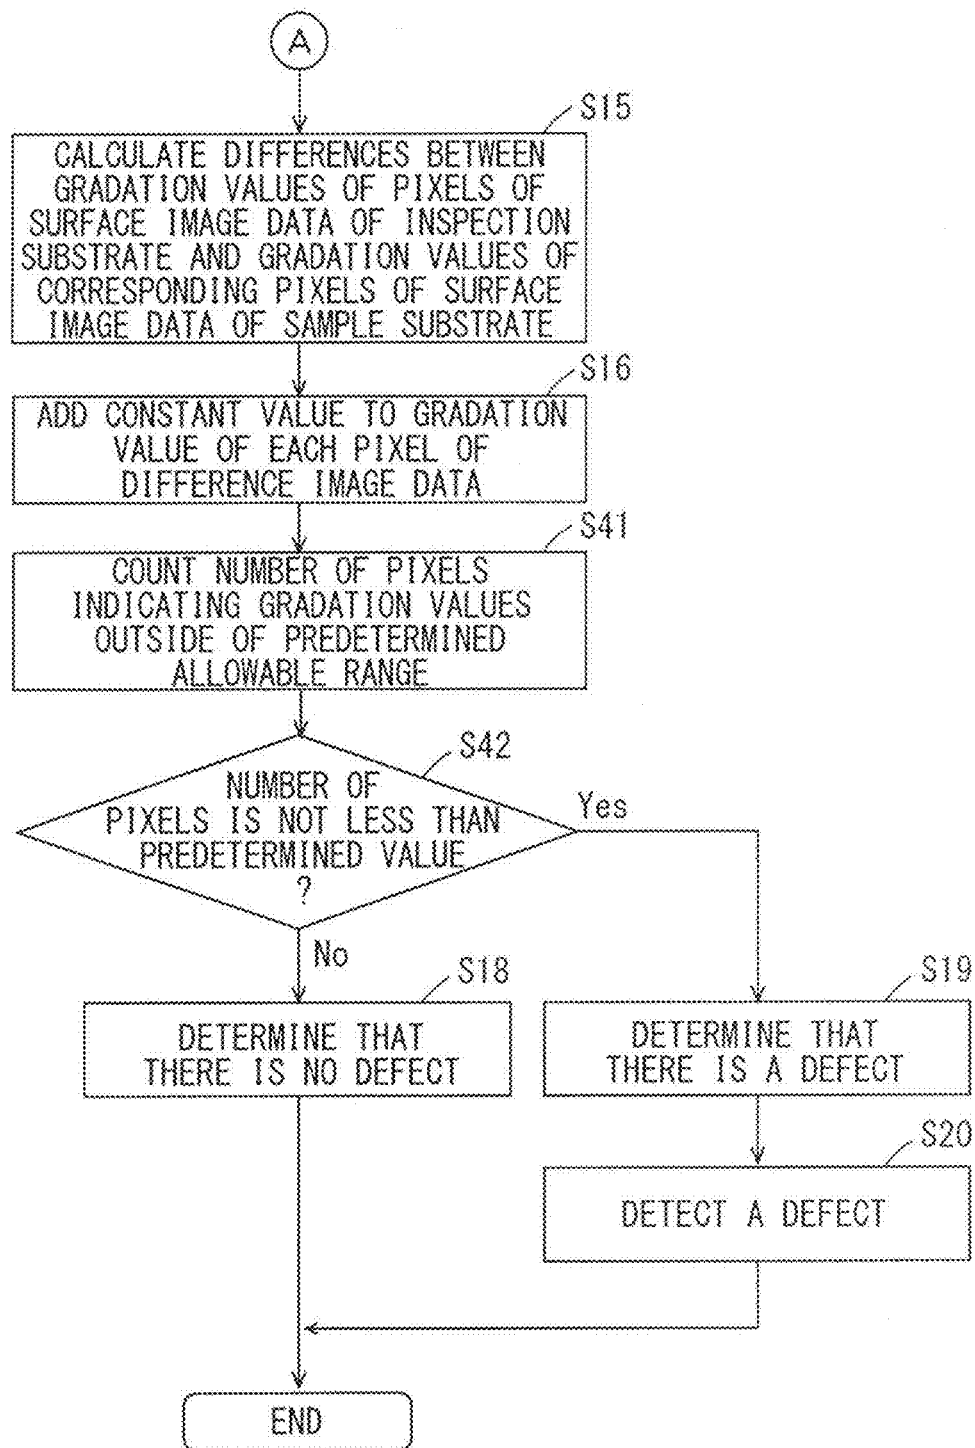 A
S15
CALCULATE DIFFERENCES BETWEEN
GRADATION VALUES OF PIXELS OF
SURFACE IMAGE DATA OF INSPECTION
SUBSTRATE AND GRADATION VALUES OF
CORRESPONDING PIXELS OF SURFACE
IMAGE DATA OF SAMPLE SUBSTRATE
S16
ADD CONSTANT VALUE TO GRADATION
VALUE OF EACH PIXEL OF
DIFFERENCE IMAGE DATA
S41
COUNT NUMBER OF PIXELS
INDICATING GRADATION VALUES
OUTSIDE OF PREDETERMINED
ALLOWABLE RANGE
S42
NUMBER OF
PIXELS IS NOT LESS THAN
PREDETERMINED VALUE
?
Yes
No
S18
DETERMINE THAT
THERE IS NO DEFECT
S19
DETERMINE THAT
THERE IS A DEFECT
S20
DETECT A DEFECT
END